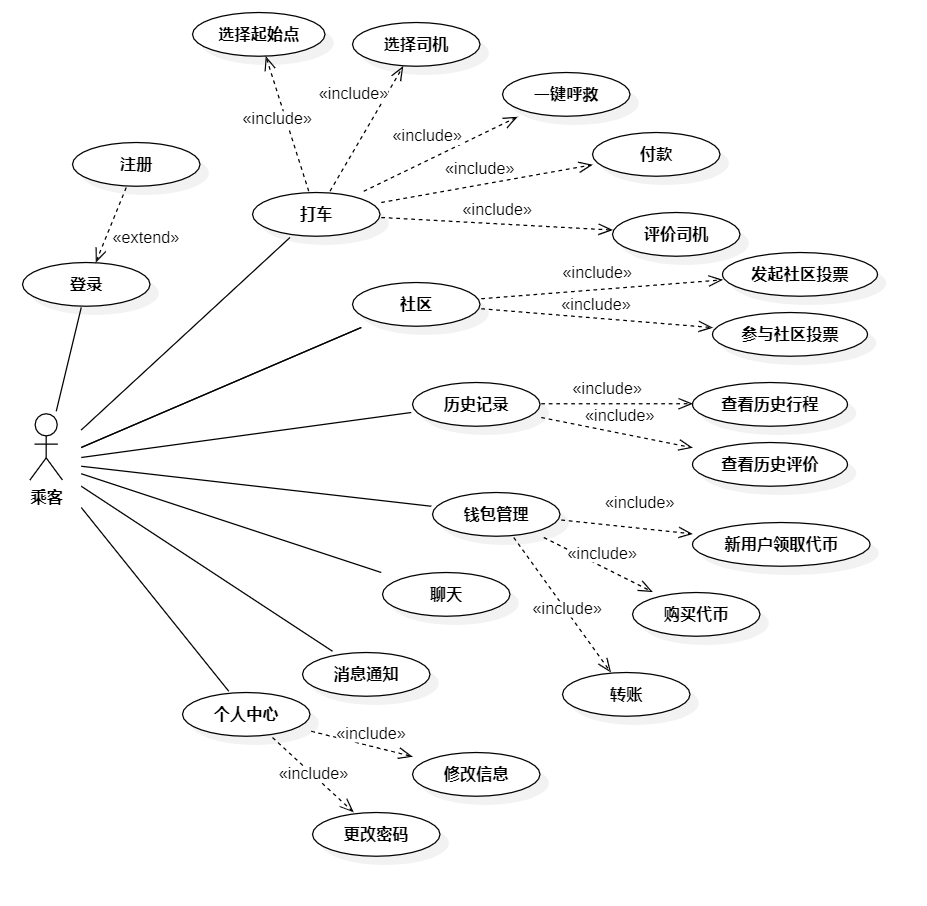 选择起始点
选择司机
«include»
«include»
一键呼救
«include»
付款
«include»
注册
打车
«include»
评价司机
«extend»
登录
社区
«include»
发起社区投票
«include»
参与社区投票
历史记录
«include»
查看历史行程
«include»
查看历史评价
乘客
钱包管理
«include»
新用户领取代币
«include»
购买代币
聊天
«include»
消息通知
转账
个人中心
«include»
修改信息
«include»
更改密码